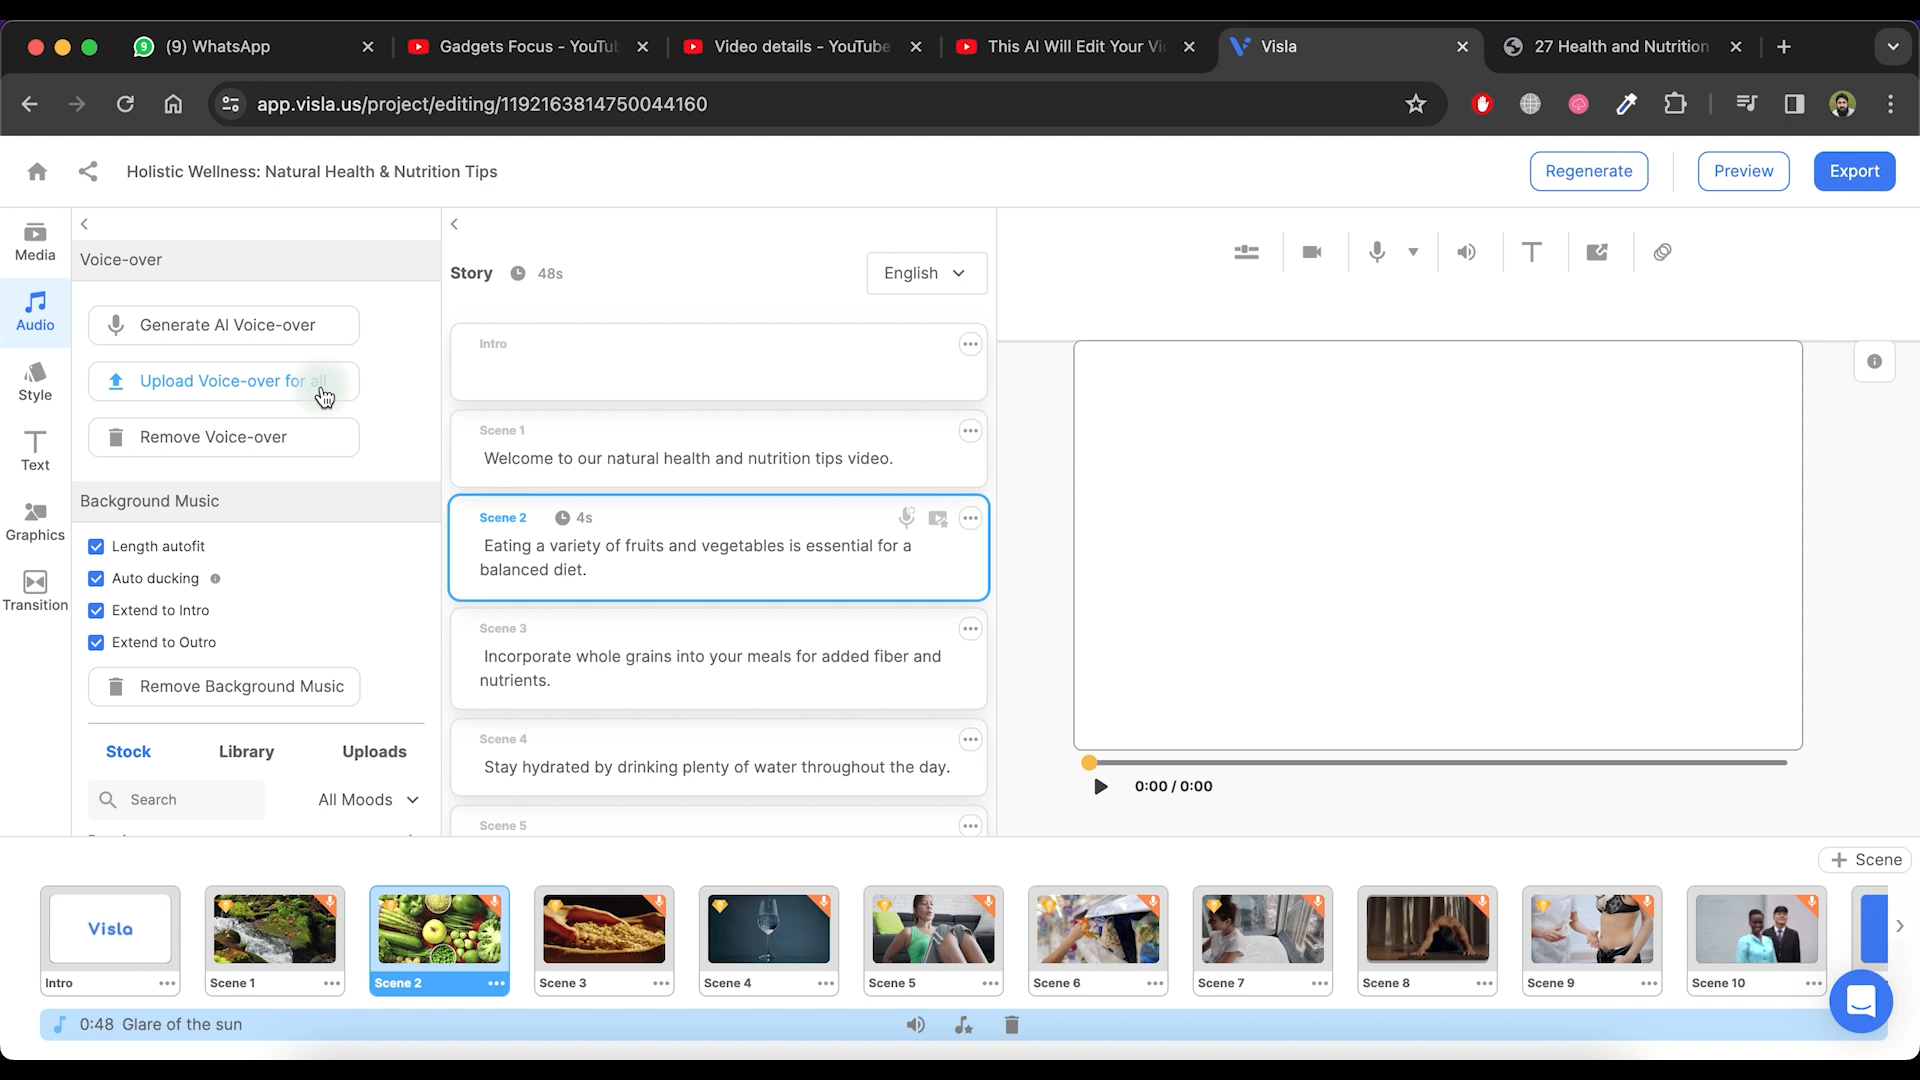 (9) WhatsApp
Gadgets Focus - YouTub
Video details - YouTube
This AI Will Edit Your Vi
Visla
27 Health and Nutrition
app.visla.us/project/editing/1192163814750044160
Holistic Wellness: Natural Health & Nutrition Tips
Regenerate
Preview
Export
Media
Audio
Style
Text
Graphics
Transition
Voice-over
Generate AI Voice-over
Upload Voice-over for all
Remove Voice-over
Background Music
Length autofit
Auto ducking
Extend to Intro
Extend to Outro
Remove Background Music
Stock Library Uploads
Search
All Moods
Story 48s
English
Intro
Scene 1
Welcome to our natural health and nutrition tips video.
Scene 2 4s
Eating a variety of fruits and vegetables is essential for a
balanced diet.
Scene 3
Incorporate whole grains into your meals for added fiber and
nutrients.
Scene 4
Stay hydrated by drinking plenty of water throughout the day.
Scene 5
0:00 / 0:00
+ Scene
Visla
Intro
Scene 1
Scene 2
Scene 3
Scene 4
Scene 5
Scene 6
Scene 7
Scene 8
Scene 9
Scene 10
0:48 Glare of the sun